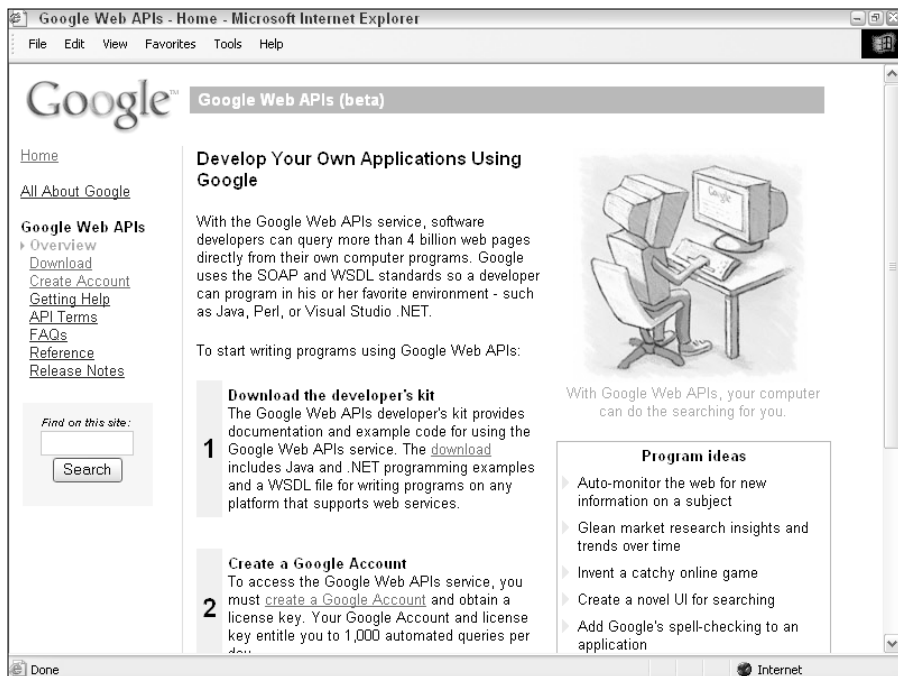 Google Web APIs - Home - Microsoft Internet Explorer
File Edit View Favorites Tools Help
Google™
Google Web APIs (beta)
Home
All About Google
Google Web APIs
Overview
Download
Create Account
Getting Help
API Terms
FAQs
Reference
Release Notes
Find on this site:
Search
Develop Your Own Applications Using
Google
With the Google Web APIs service, software
developers can query more than 4 billion web pages
directly from their own computer programs. Google
uses the SOAP and WSDL standards so a developer
can program in his or her favorite environment - such
as Java, Perl, or Visual Studio .NET.
To start writing programs using Google Web APIs:
1
Download the developer's kit
The Google Web APIs developer's kit provides
documentation and example code for using the
Google Web APIs service. The download
includes Java and .NET programming examples
and a WSDL file for writing programs on any
platform that supports web services.
2
Create a Google Account
To access the Google Web APIs service, you
must create a Google Account and obtain a
license key. Your Google Account and license
key entitle you to 1,000 automated queries per
day.
Google
With Google Web APIs, your computer
can do the searching for you.
Program ideas
Auto-monitor the web for new
information on a subject
Glean market research insights and
trends over time
Invent a catchy online game
Create a novel UI for searching
Add Google's spell-checking to an
application
Done
Internet